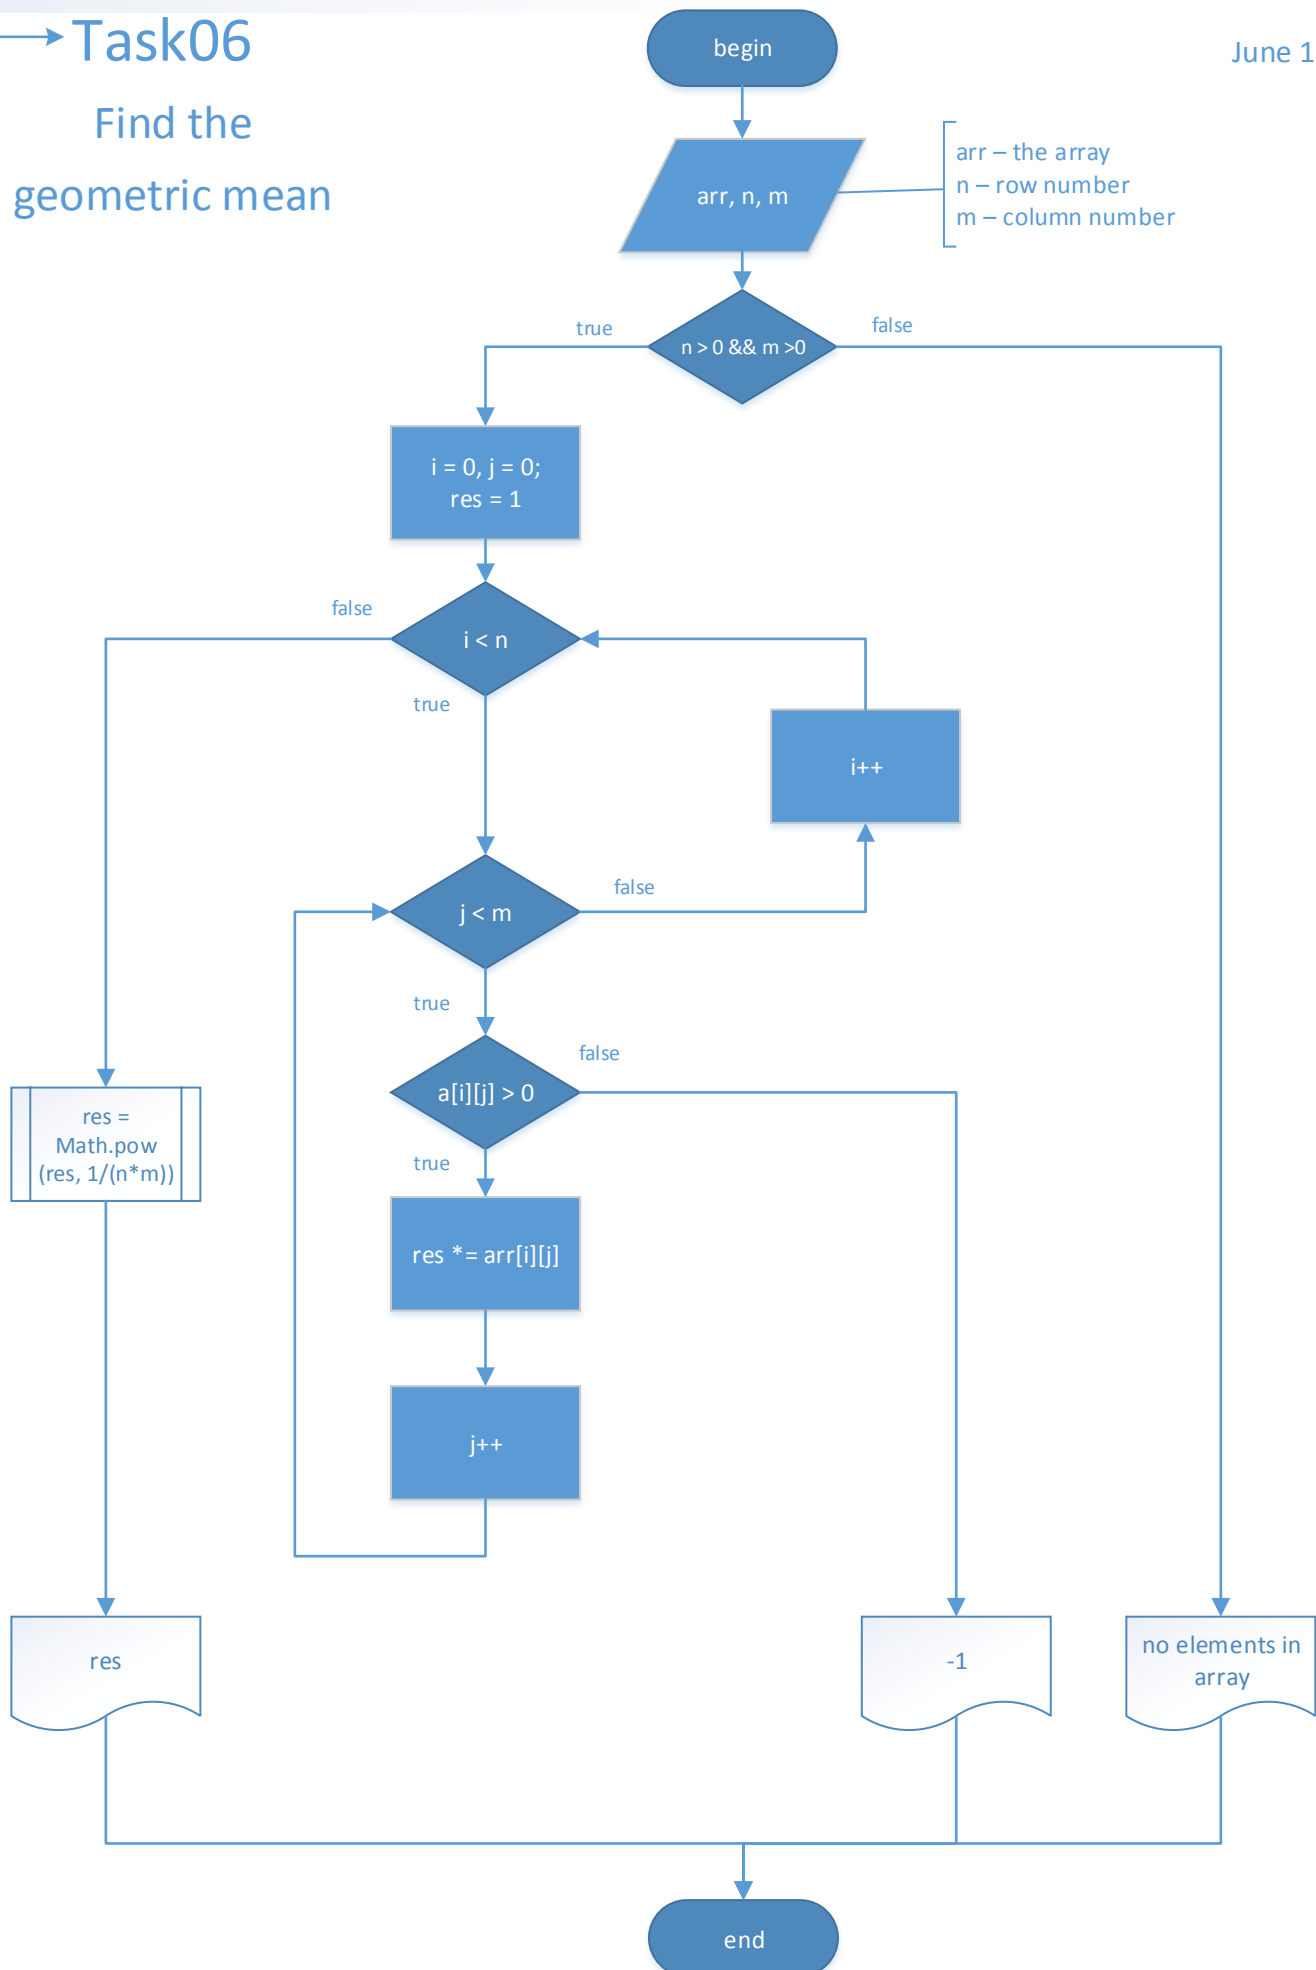 Task06
Find the
geometric mean
June 1
begin
arr, n, m
arr – the array
n – row number
m – column number
n > 0 && m >0
true
false
i = 0, j = 0;
res = 1
i < n
false
true
i++
j < m
false
true
a[i][j] > 0
false
true
res =
Math.pow
(res, 1/(n*m))
res *= arr[i][j]
j++
res
-1
no elements in
array
end